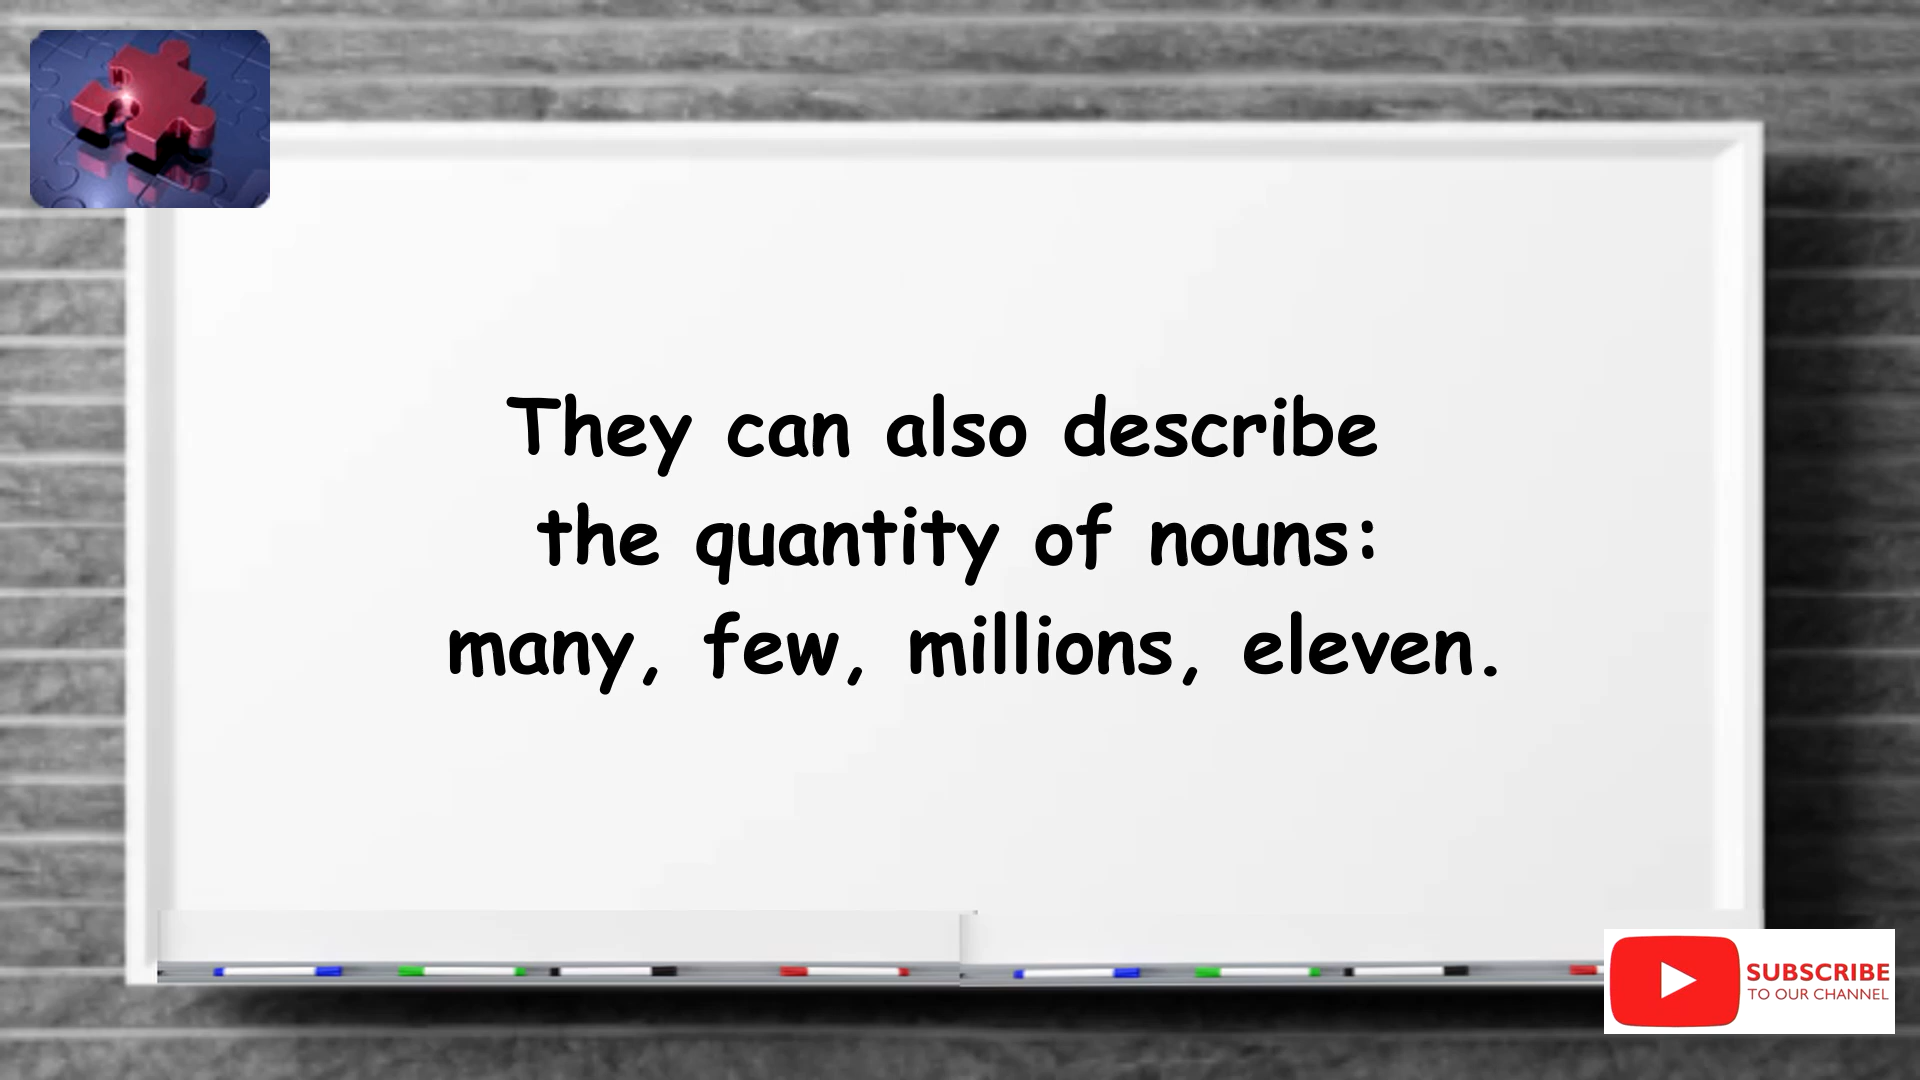 They can also describe
the quantity of nouns:
many, few, millions, eleven.
SUBSCRIBE
TO OUR CHANNEL